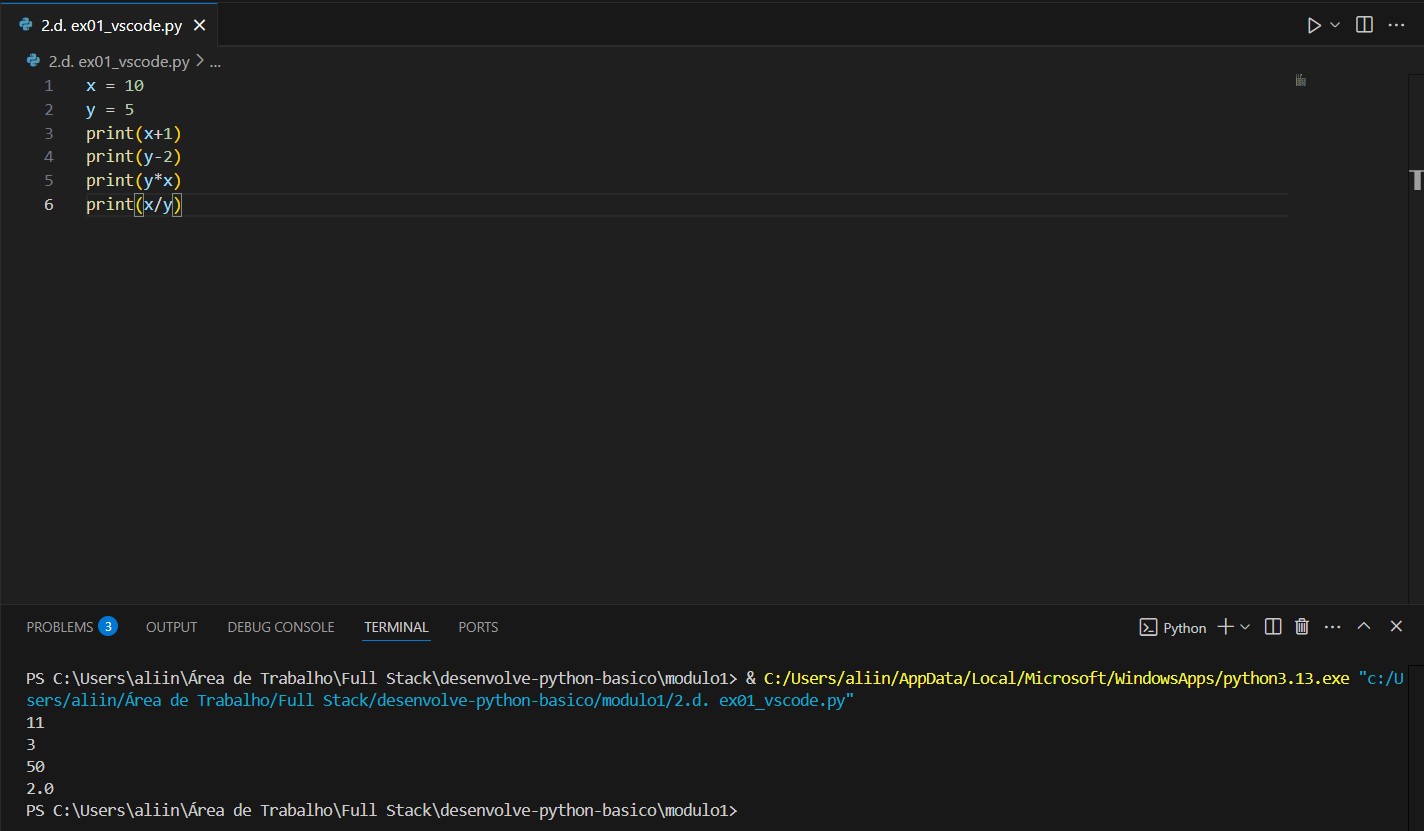 2.d. ex01_vscode.py
2.d. ex01_vscode.py > ...
1 x = 10
2 y = 5
3 print(x+1)
4 print(y-2)
5 print(y*x)
6 print(x/y)
PROBLEMS 3 OUTPUT DEBUG CONSOLE TERMINAL PORTS Python
PS C:\Users\aliin\Área de Trabalho\Full Stack\desenvolve-python-basico\modulo1> & C:/Users/aliin/AppData/Local/Microsoft/WindowsApps/python3.13.exe "c:/U
sers/aliin/Área de Trabalho/Full Stack/desenvolve-python-basico/modulo1/2.d. ex01_vscode.py"
11
3
50
2.0
PS C:\Users\aliin\Área de Trabalho\Full Stack\desenvolve-python-basico\modulo1>